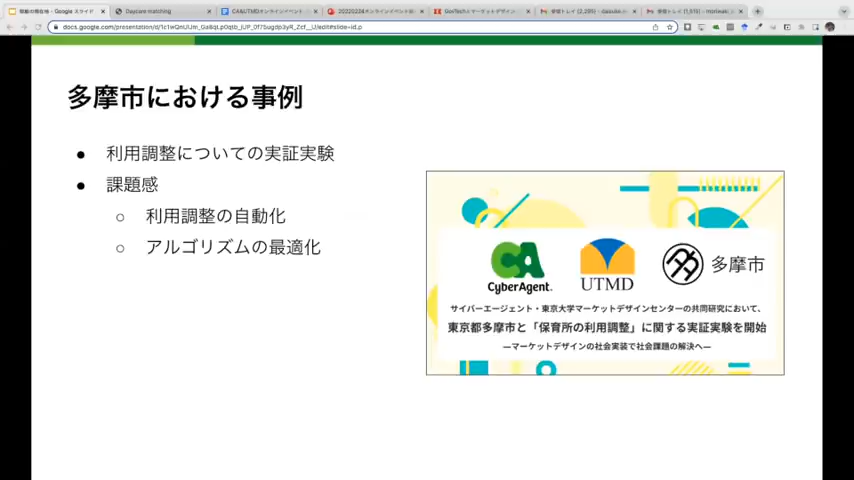 Daycare matching
docs.google.com/presentation/d/
多摩市における事例
● 利用調整についての実証実験
● 課題感
○ 利用調整の自動化
○ アルゴリズムの最適化
CyberAgent.
UTMD
多摩市
サイバーエージェント・東京大学マーケットデザインセンターの共同研究において、
東京都多摩市と「保育所の利用調整」に関する実証実験を開始
―マーケットデザインの社会実装で社会課題の解決へ―